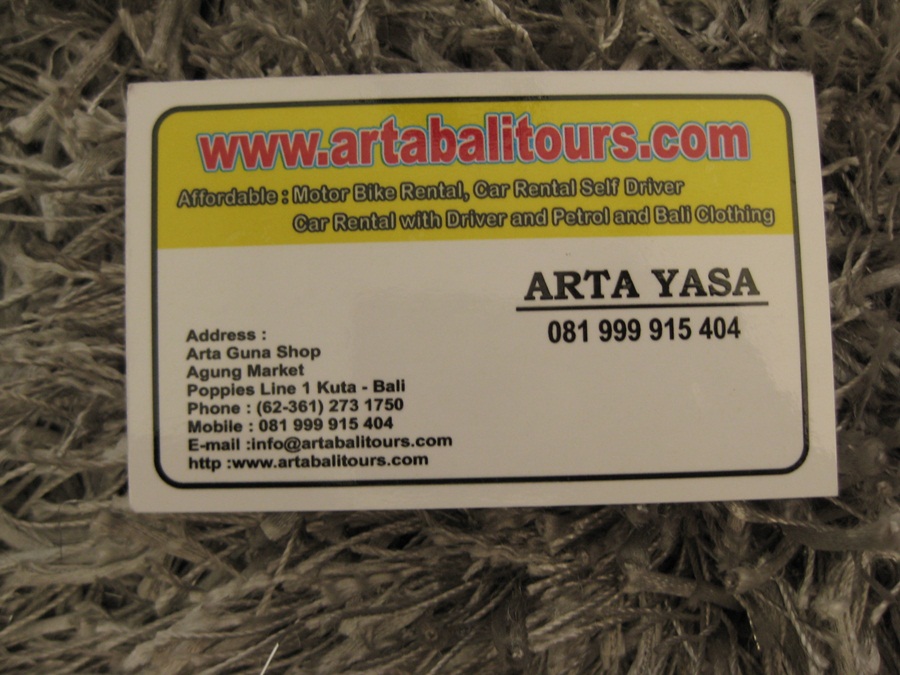 www.artabalitours.com
Affordable : Motor Bike Rental, Car Rental Self Driver
Car Rental with Driver and Petrol and Bali Clothing
ARTA YASA
081 999 915 404
Address :
Arta Guna Shop
Agung Market
Poppies Line 1 Kuta - Bali
Phone : (62-361) 273 1750
Mobile : 081 999 915 404
E-mail :info@artabalitours.com
http :www.artabalitours.com